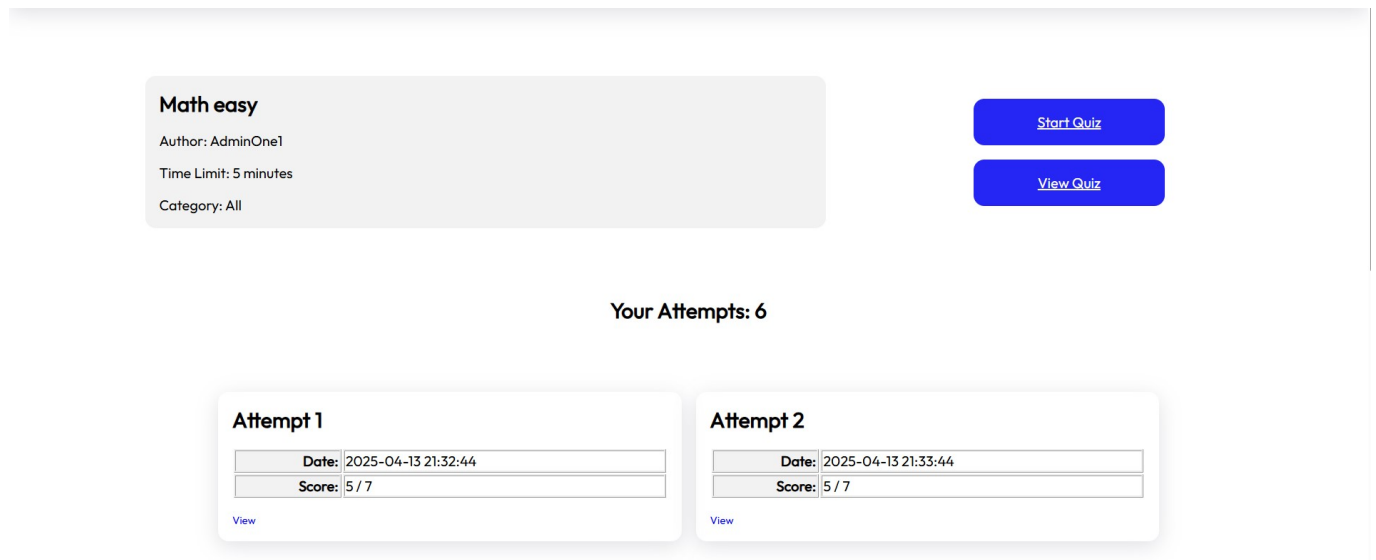 Math easy
Author: AdminOne1
Time Limit: 5 minutes
Category: All
Start Quiz
View Quiz
Your Attempts: 6
Attempt 1
Date: 2025-04-13 21:32:44
Score: 5 / 7
View
Attempt 2
Date: 2025-04-13 21:33:44
Score: 5 / 7
View